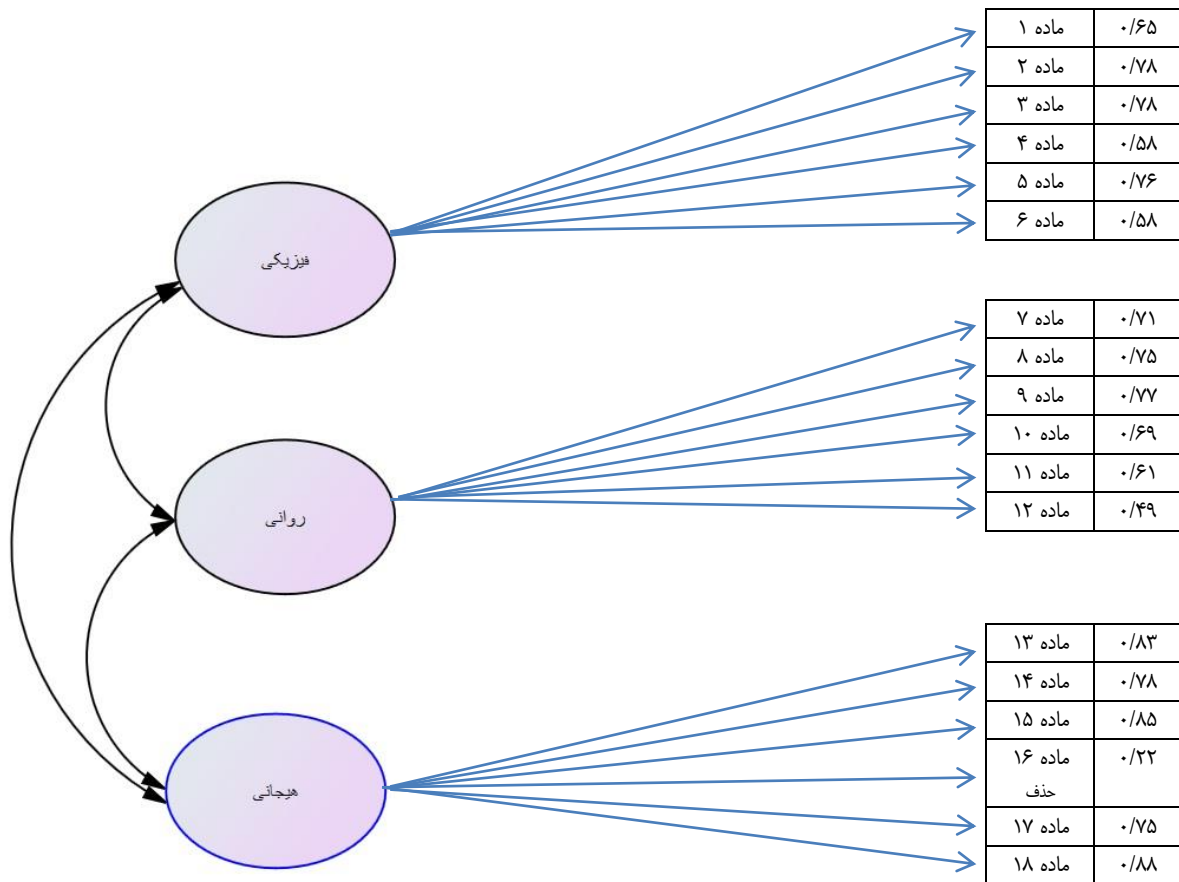 ماده ۱ ۰/۶۵
ماده ۲ ۰/۷۸
ماده ۳ ۰/۷۸
ماده ۴ ۰/۵۸
ماده ۵ ۰/۷۶
ماده ۶ ۰/۵۸
فیزیکی
ماده ۷ ۰/۷۱
ماده ۸ ۰/۷۵
ماده ۹ ۰/۷۷
ماده ۱۰ ۰/۶۹
ماده ۱۱ ۰/۶۱
ماده ۱۲ ۰/۴۹
روانی
ماده ۱۳ ۰/۸۳
ماده ۱۴ ۰/۷۸
ماده ۱۵ ۰/۸۵
ماده ۱۶ ۰/۲۲
حذف
ماده ۱۷ ۰/۷۵
ماده ۱۸ ۰/۸۸
هیجانی